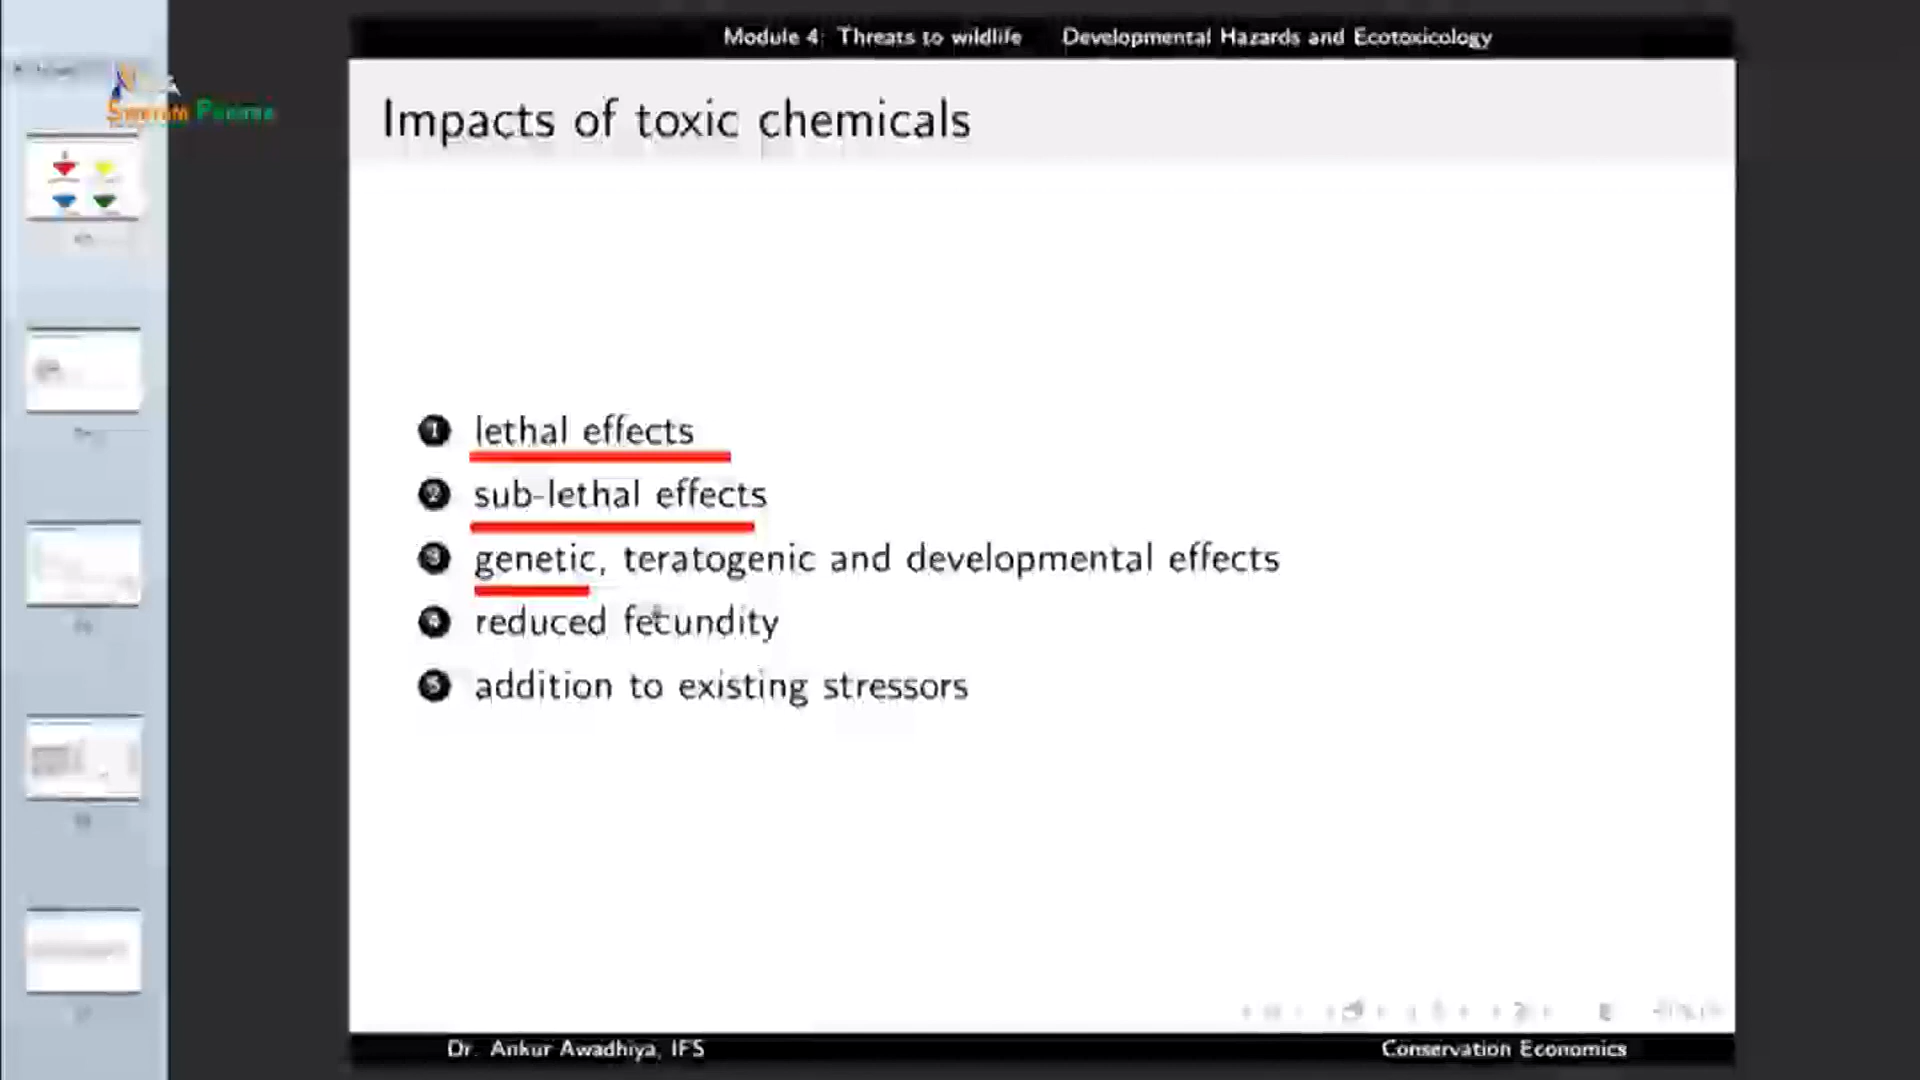 Module 4: Threats to wildlife Developmental Hazards and Ecotoxicology
Impacts of toxic chemicals
1 lethal effects
2 sub-lethal effects
3 genetic, teratogenic and developmental effects
4 reduced fecundity
5 addition to existing stressors
Dr. Ankur Awadhiya, IFS Conservation Economics